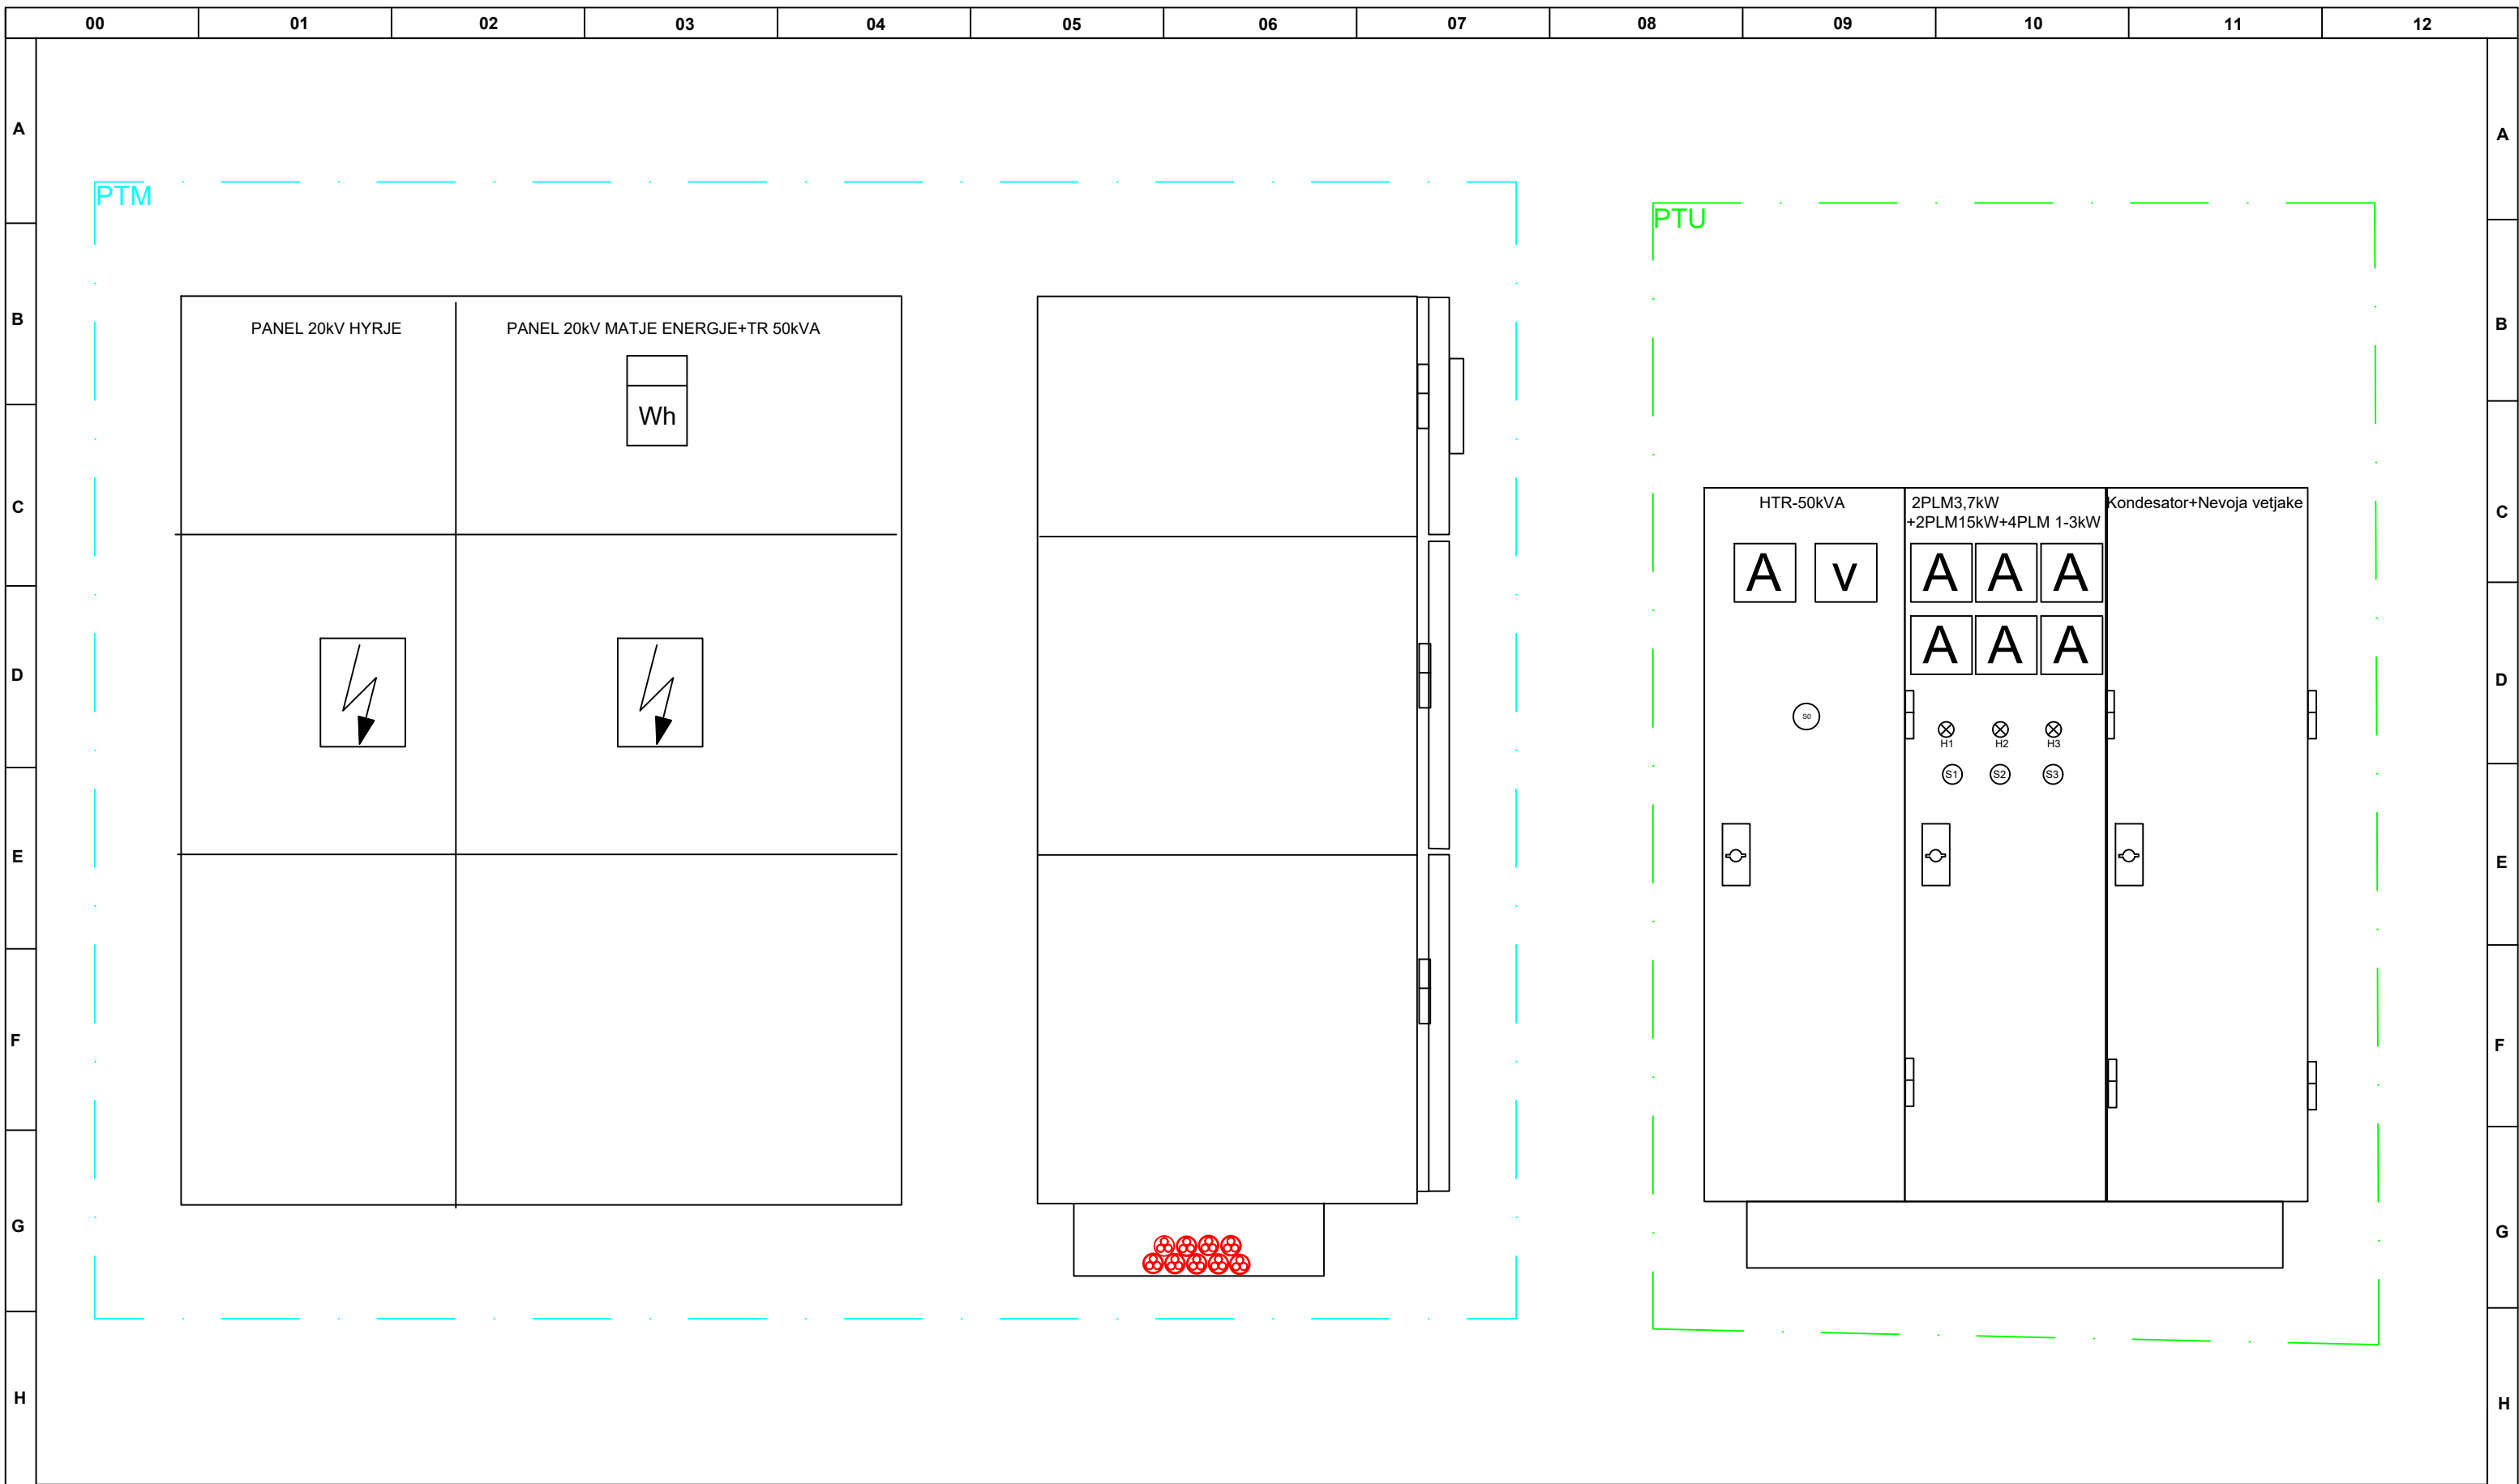 00 01 02 03 04 05 06 07 08 09 10 11 12
A A
PTM
PTU
B B
PANEL 20kV HYRJE
PANEL 20kV MATJE ENERGJE+TR 50kVA
Wh
C C
HTR-50kVA
2PLM3,7kW
+2PLM15kW+4PLM 1-3kW
Kondesator+Nevoja vetjake
A v
A A A
A A A
D D
S0
H1 H2 H3
S1 S2 S3
E E
F F
G G
H H